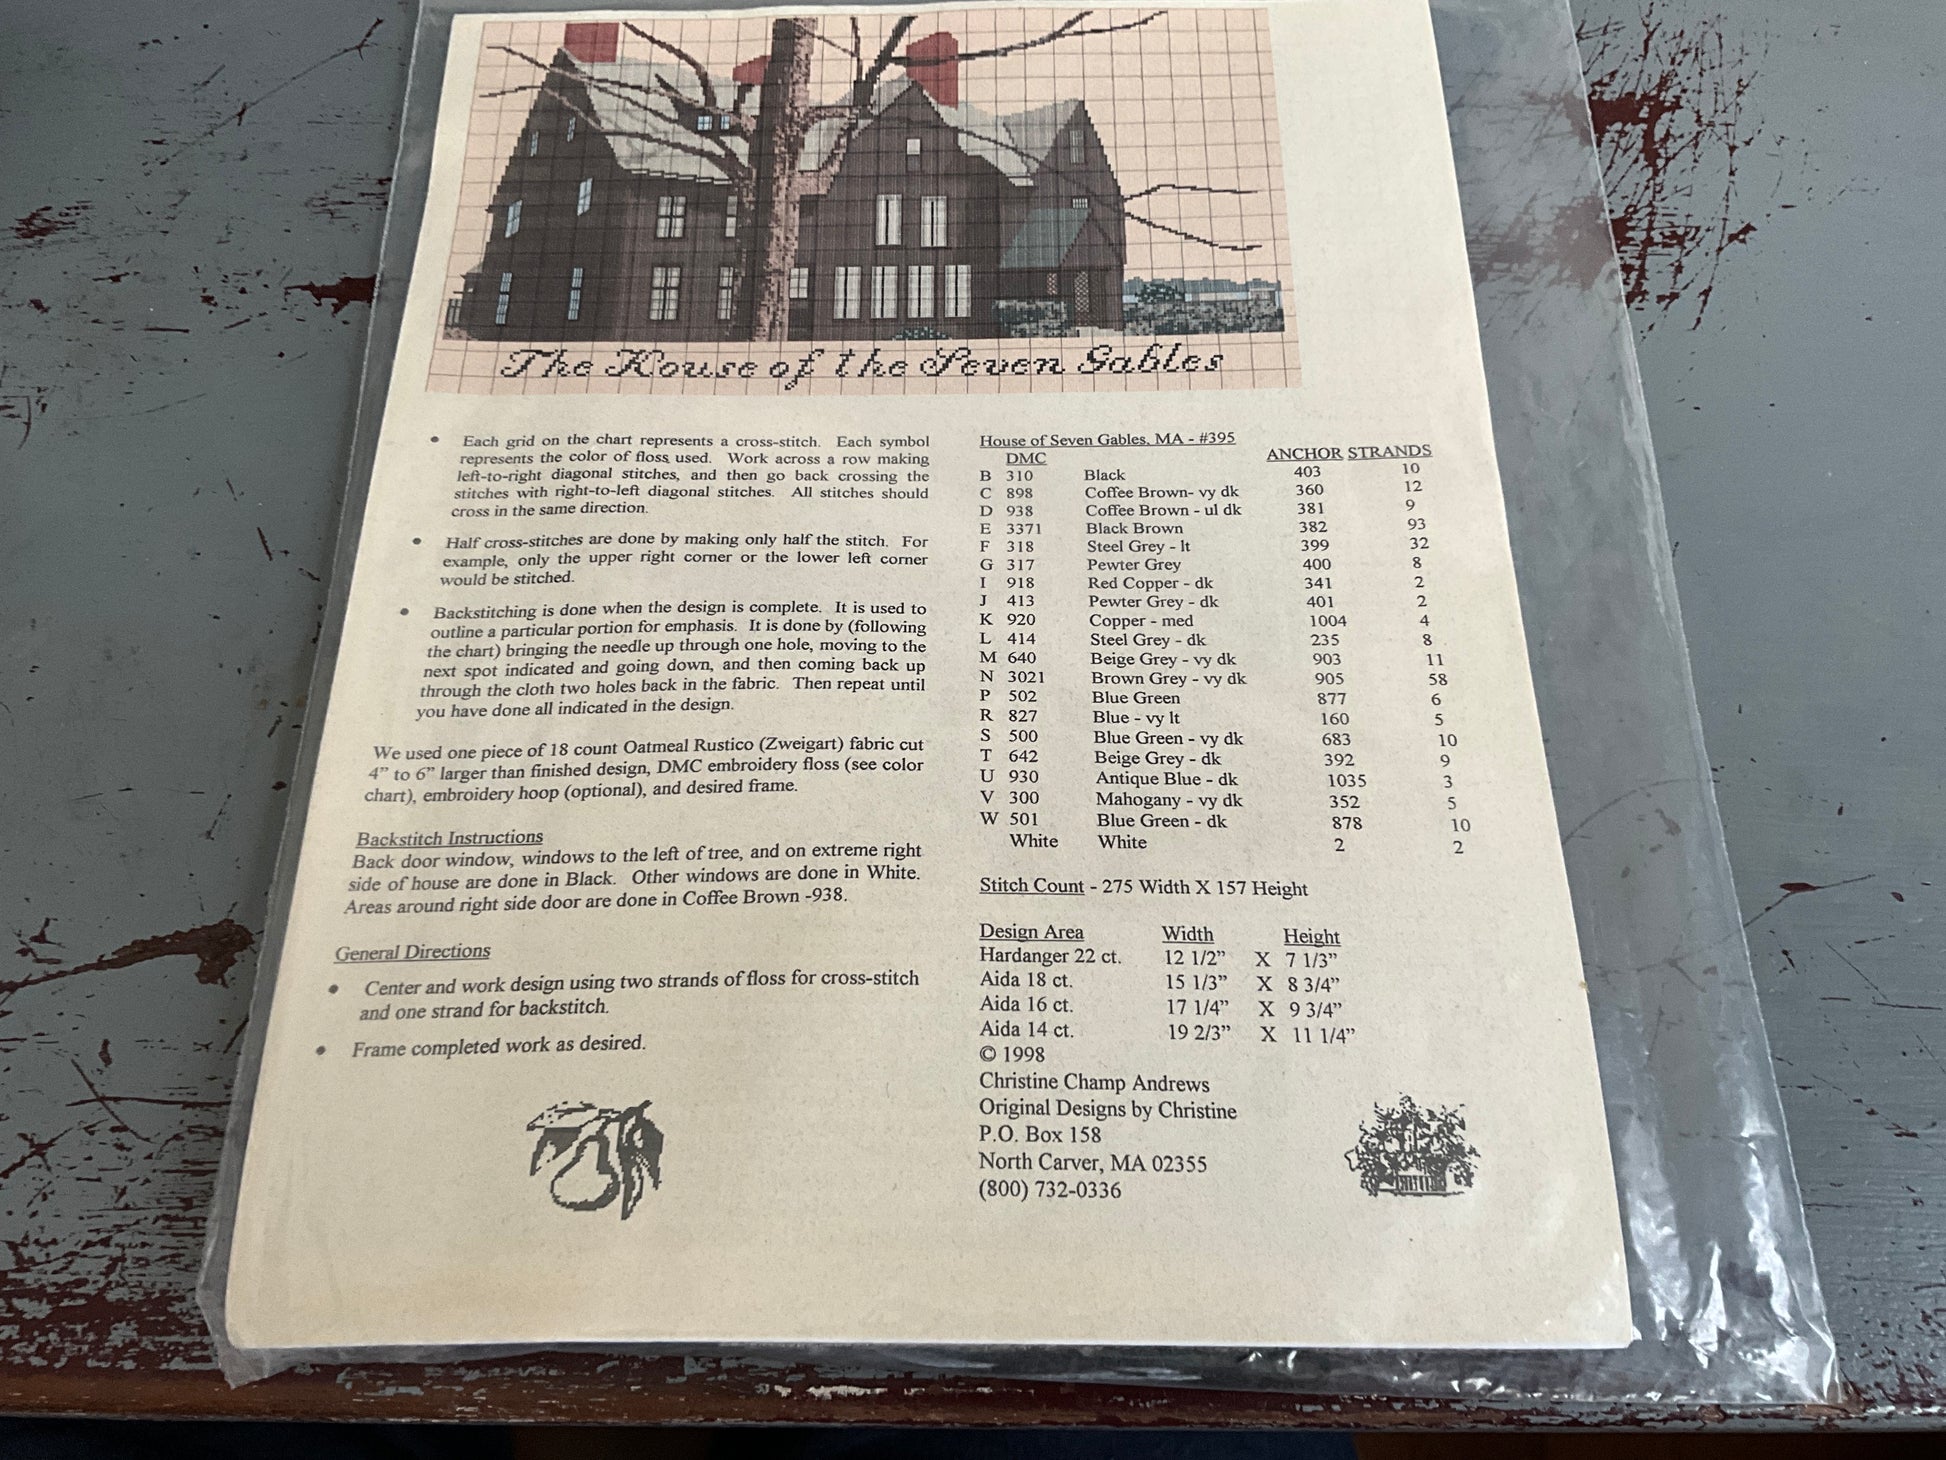 The House of the Seven Gables
• Each grid on the chart represents a cross-stitch. Each symbol
represents the color of floss used. Work across a row making
left-to-right diagonal stitches, and then go back crossing the
stitches with right-to-left diagonal stitches. All stitches should
cross in the same direction.
• Half cross-stitches are done by making only half the stitch. For
example, only the upper right corner or the lower left corner
would be stitched.
• Backstitching is done when the design is complete. It is used to
outline a particular portion for emphasis. It is done by (following
the chart) bringing the needle up through one hole, moving to the
next spot indicated and going down, and then coming back up
through the cloth two holes back in the fabric. Then repeat until
you have done all indicated in the design.
We used one piece of 18 count Oatmeal Rustico (Zweigart) fabric cut
4" to 6" larger than finished design, DMC embroidery floss (see color
chart), embroidery hoop (optional), and desired frame.
Backstitch Instructions
Back door window, windows to the left of tree, and on extreme right
side of house are done in Black. Other windows are done in White.
Areas around right side door are done in Coffee Brown -938.
General Directions
• Center and work design using two strands of floss for cross-stitch
and one strand for backstitch.
• Frame completed work as desired.
House of Seven Gables, MA - #395
DMC ANCHOR STRANDS
B 310 Black 403 10
C 898 Coffee Brown- vy dk 360 12
D 938 Coffee Brown - ul dk 381 9
E 3371 Black Brown 382 93
F 318 Steel Grey - lt 399 32
G 317 Pewter Grey 400 8
I 918 Red Copper - dk 341 2
J 413 Pewter Grey - dk 401 2
K 920 Copper - med 1004 4
L 414 Steel Grey - dk 235 8
M 640 Beige Grey - vy dk 903 11
N 3021 Brown Grey - vy dk 905 58
P 502 Blue Green 877 6
R 827 Blue - vy lt 160 5
S 500 Blue Green - vy dk 683 10
T 642 Beige Grey - dk 392 9
U 930 Antique Blue - dk 1035 3
V 300 Mahogany - vy dk 352 5
W 501 Blue Green - dk 878 10
White White 2 2
Stitch Count - 275 Width X 157 Height
Design Area Width Height
Hardanger 22 ct. 12 1/2" X 7 1/3"
Aida 18 ct. 15 1/3" X 8 3/4"
Aida 16 ct. 17 1/4" X 9 3/4"
Aida 14 ct. 19 2/3" X 11 1/4"
© 1998
Christine Champ Andrews
Original Designs by Christine
P.O. Box 158
North Carver, MA 02355
(800) 732-0336